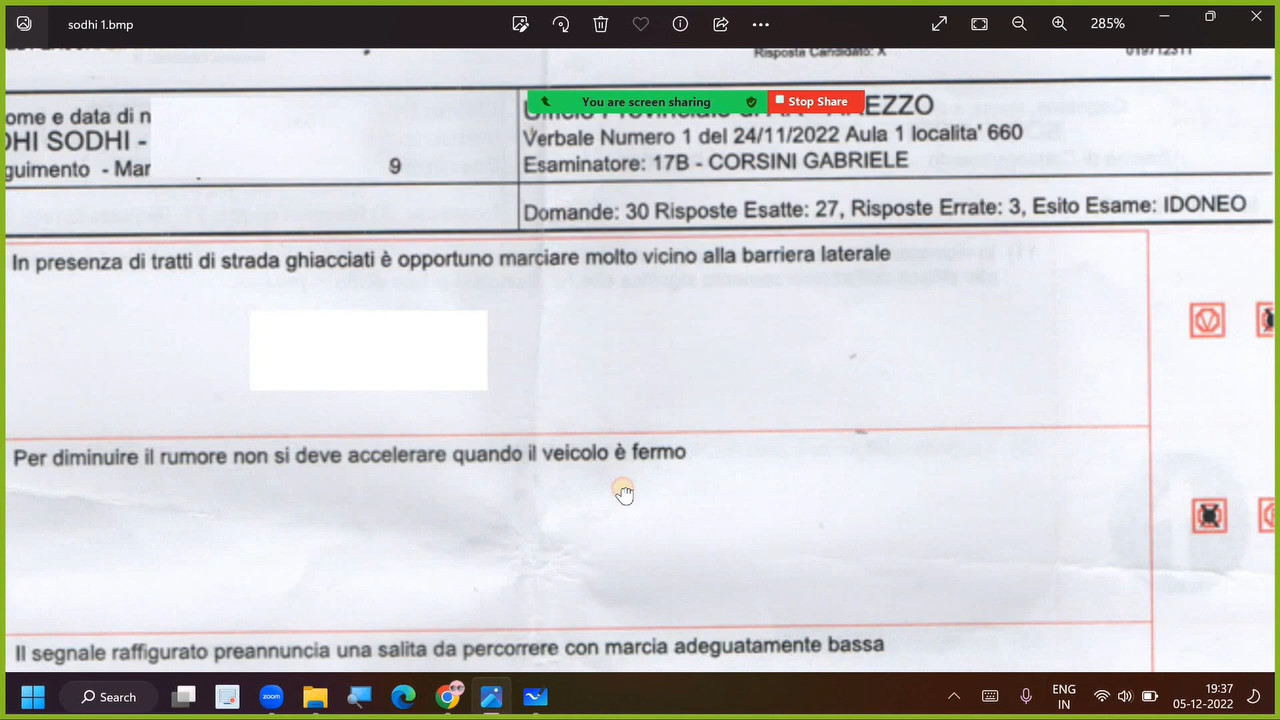 sodhi 1.bmp
285%
Risposta Candidato: X
You are screen sharing
Stop Share
EZZO
ome e data di n
Verbale Numero 1 del 24/11/2022 Aula 1 localita' 660
HI SODHI -
Esaminatore: 17B - CORSINI GABRIELE
guimento - Mar
9
Domande: 30 Risposte Esatte: 27, Risposte Errate: 3, Esito Esame: IDONEO
In presenza di tratti di strada ghiacciati è opportuno marciare molto vicino alla barriera laterale
V
Per diminuire il rumore non si deve accelerare quando il veicolo è fermo
Il segnale raffigurato preannuncia una salita da percorrere con marcia adeguatamente bassa
Search
zoom
ENG
IN
19:37
05-12-2022